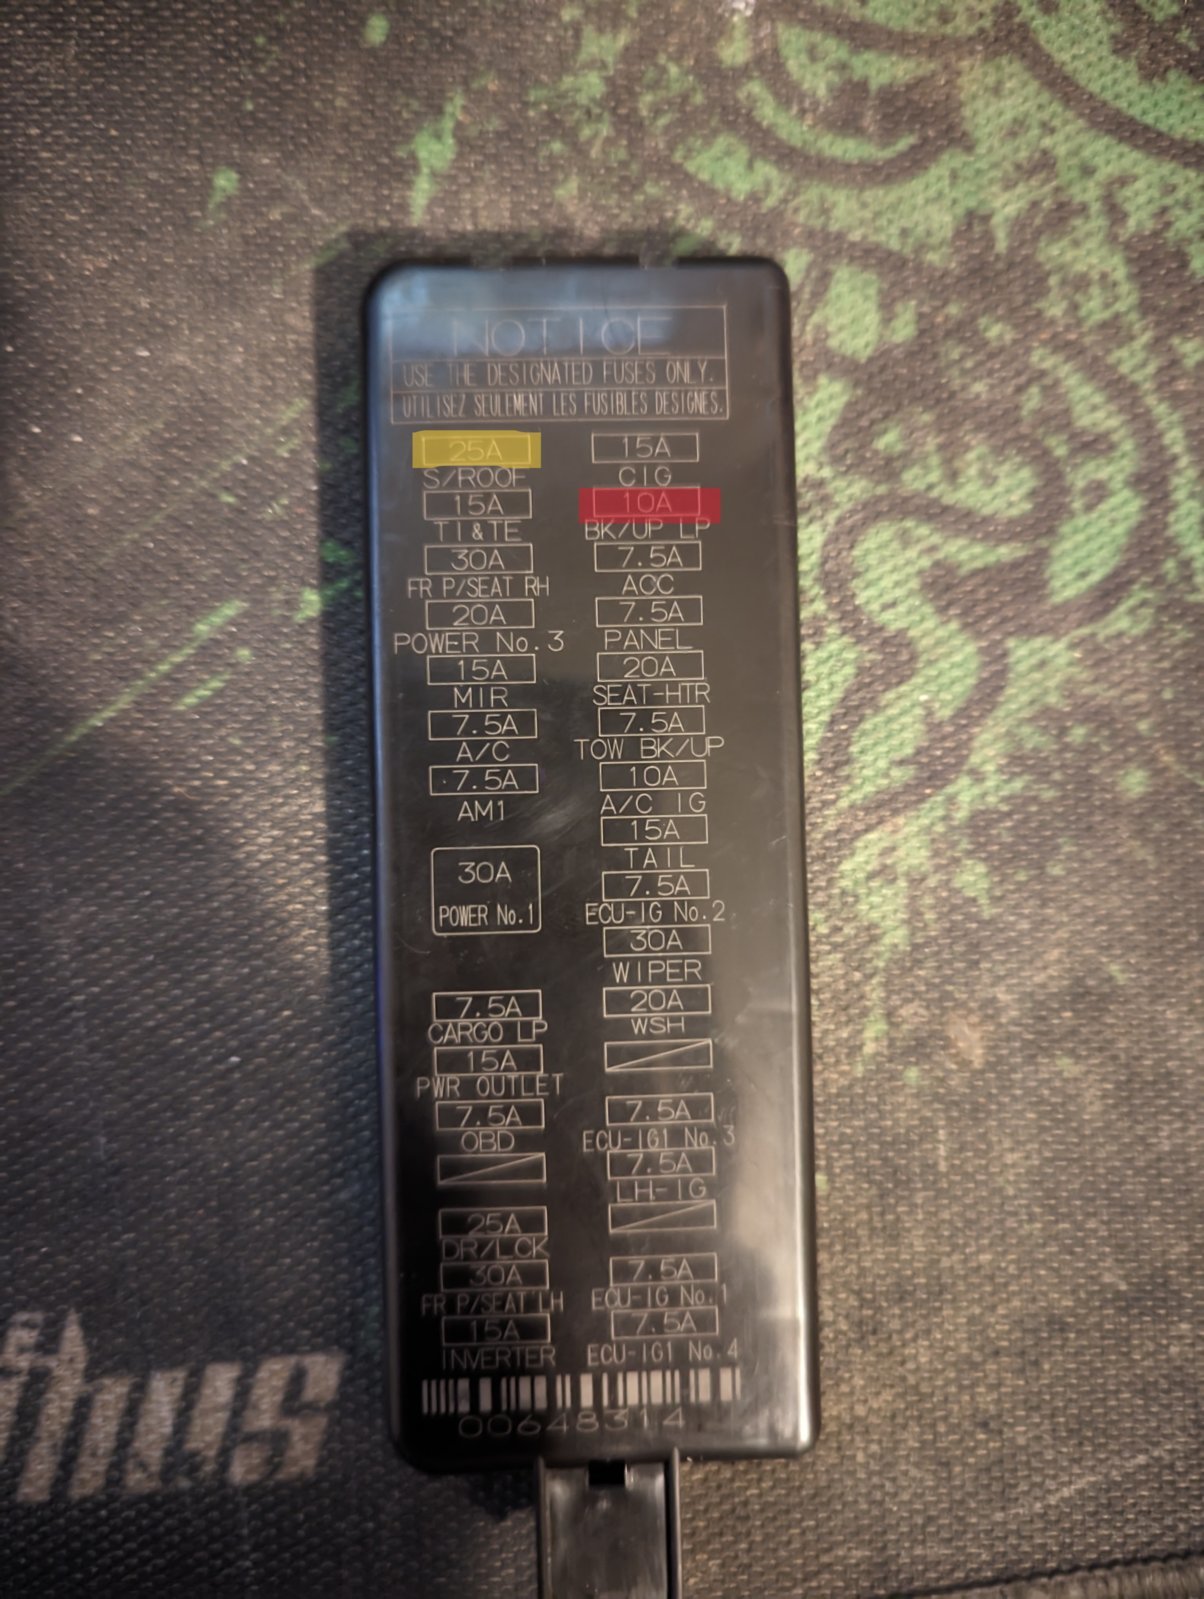 NOTICE
USE THE DESIGNATED FUSES ONLY.
UTILISEZ SEULEMENT LES FUSIBLES DESIGNES.
25A
S/ROOF
15A
TI&TE
30A
FR P/SEAT RH
20A
POWER No.3
15A
MIR
7.5A
A/C
7.5A
AM1
30A
POWER No.1
7.5A
CARGO LP
15A
PWR OUTLET
7.5A
OBD
25A
DR/LCK
30A
FR P/SEAT LH
15A
INVERTER
15A
CIG
10A
BK/UP LP
7.5A
ACC
7.5A
PANEL
20A
SEAT-HTR
7.5A
TOW BK/UP
10A
A/C IG
15A
TAIL
7.5A
ECU-IG No.2
30A
WIPER
20A
WSH
7.5A
ECU-IG1 No.3
7.5A
LH-IG
7.5A
ECU-IG No.1
7.5A
ECU-IG1 No.4
00648314